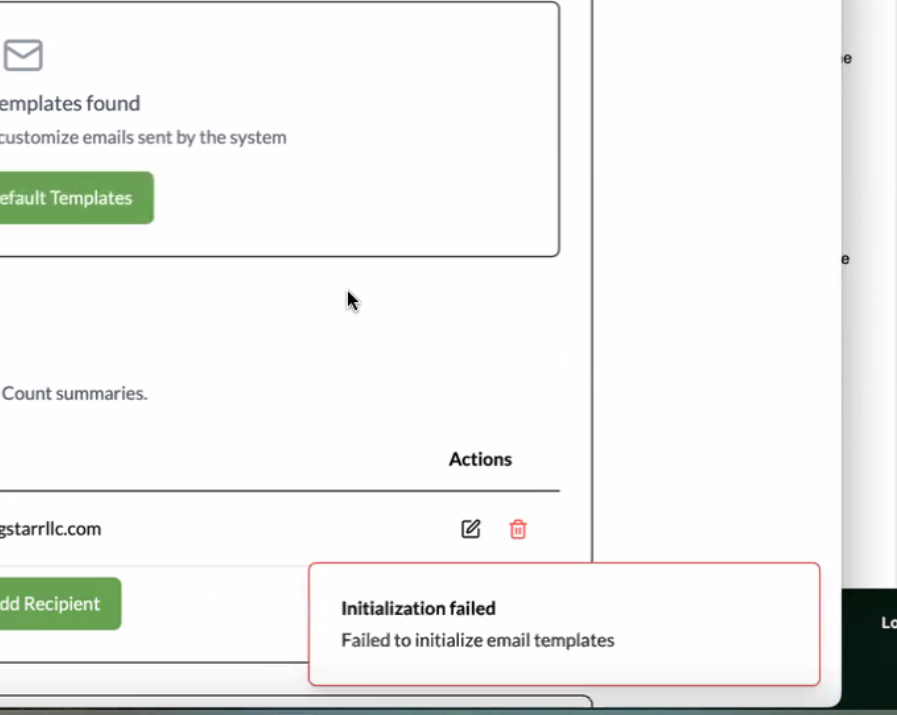 emplates found
customize emails sent by the system
efault Templates
Count summaries.
Actions
gstarrllc.com
dd Recipient
Initialization failed
Failed to initialize email templates
e
e
Lo